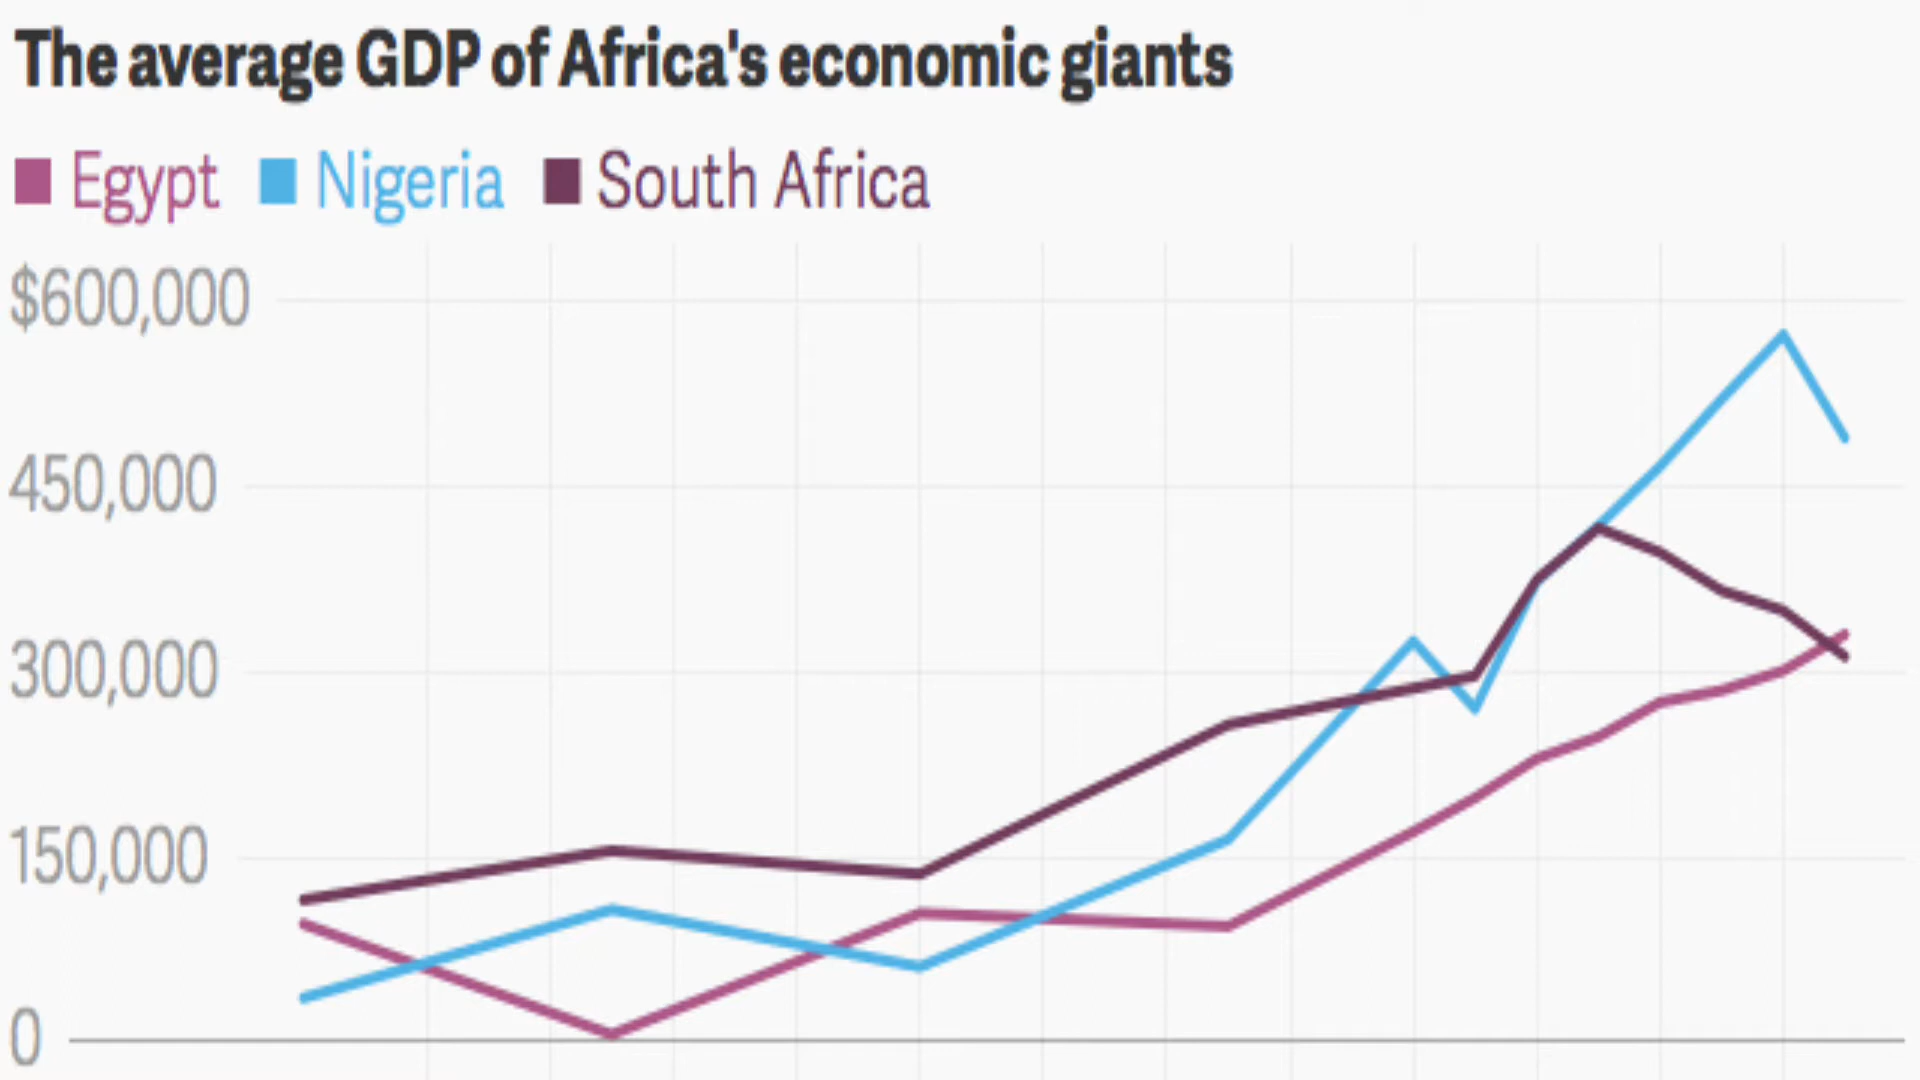 The average GDP of Africa's economic giants
Egypt Nigeria South Africa
$600,000
450,000
300,000
150,000
0